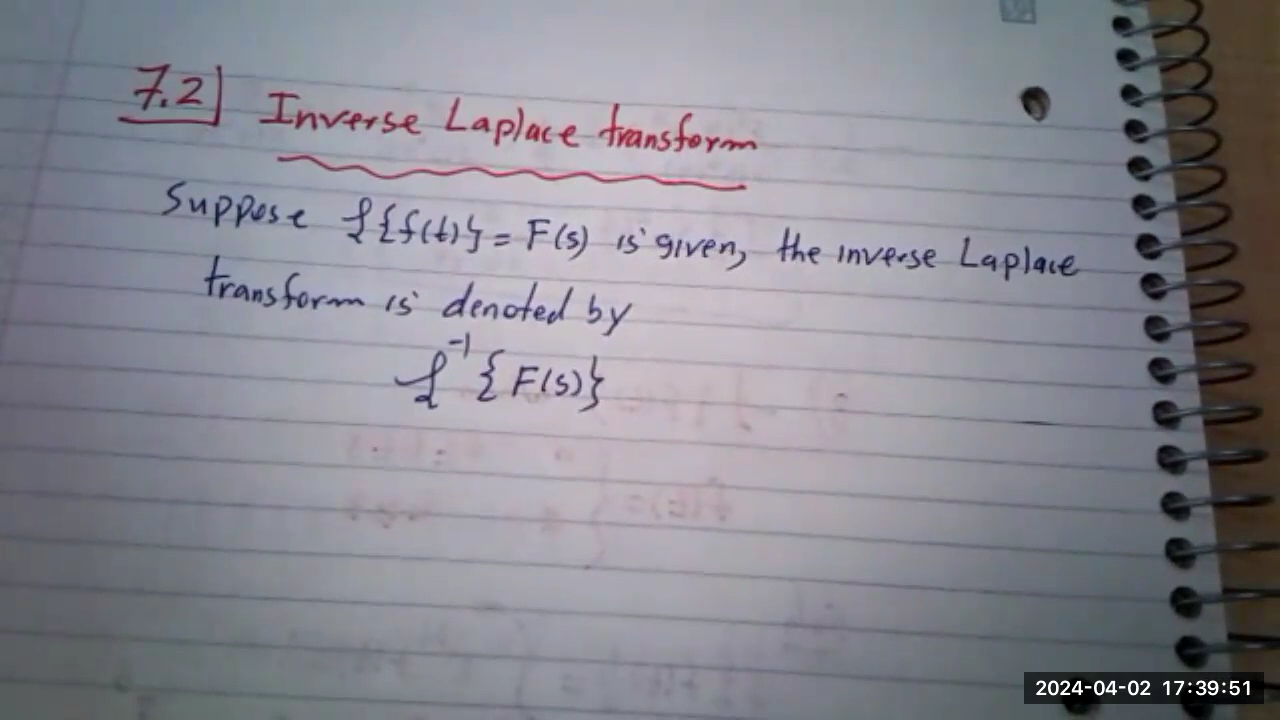 7.2 Inverse Laplace transform
Suppose ℒ{f(t)} = F(s) is given, the inverse Laplace
transform is denoted by
ℒ⁻¹{F(s)}
2024-04-02 17:39:51